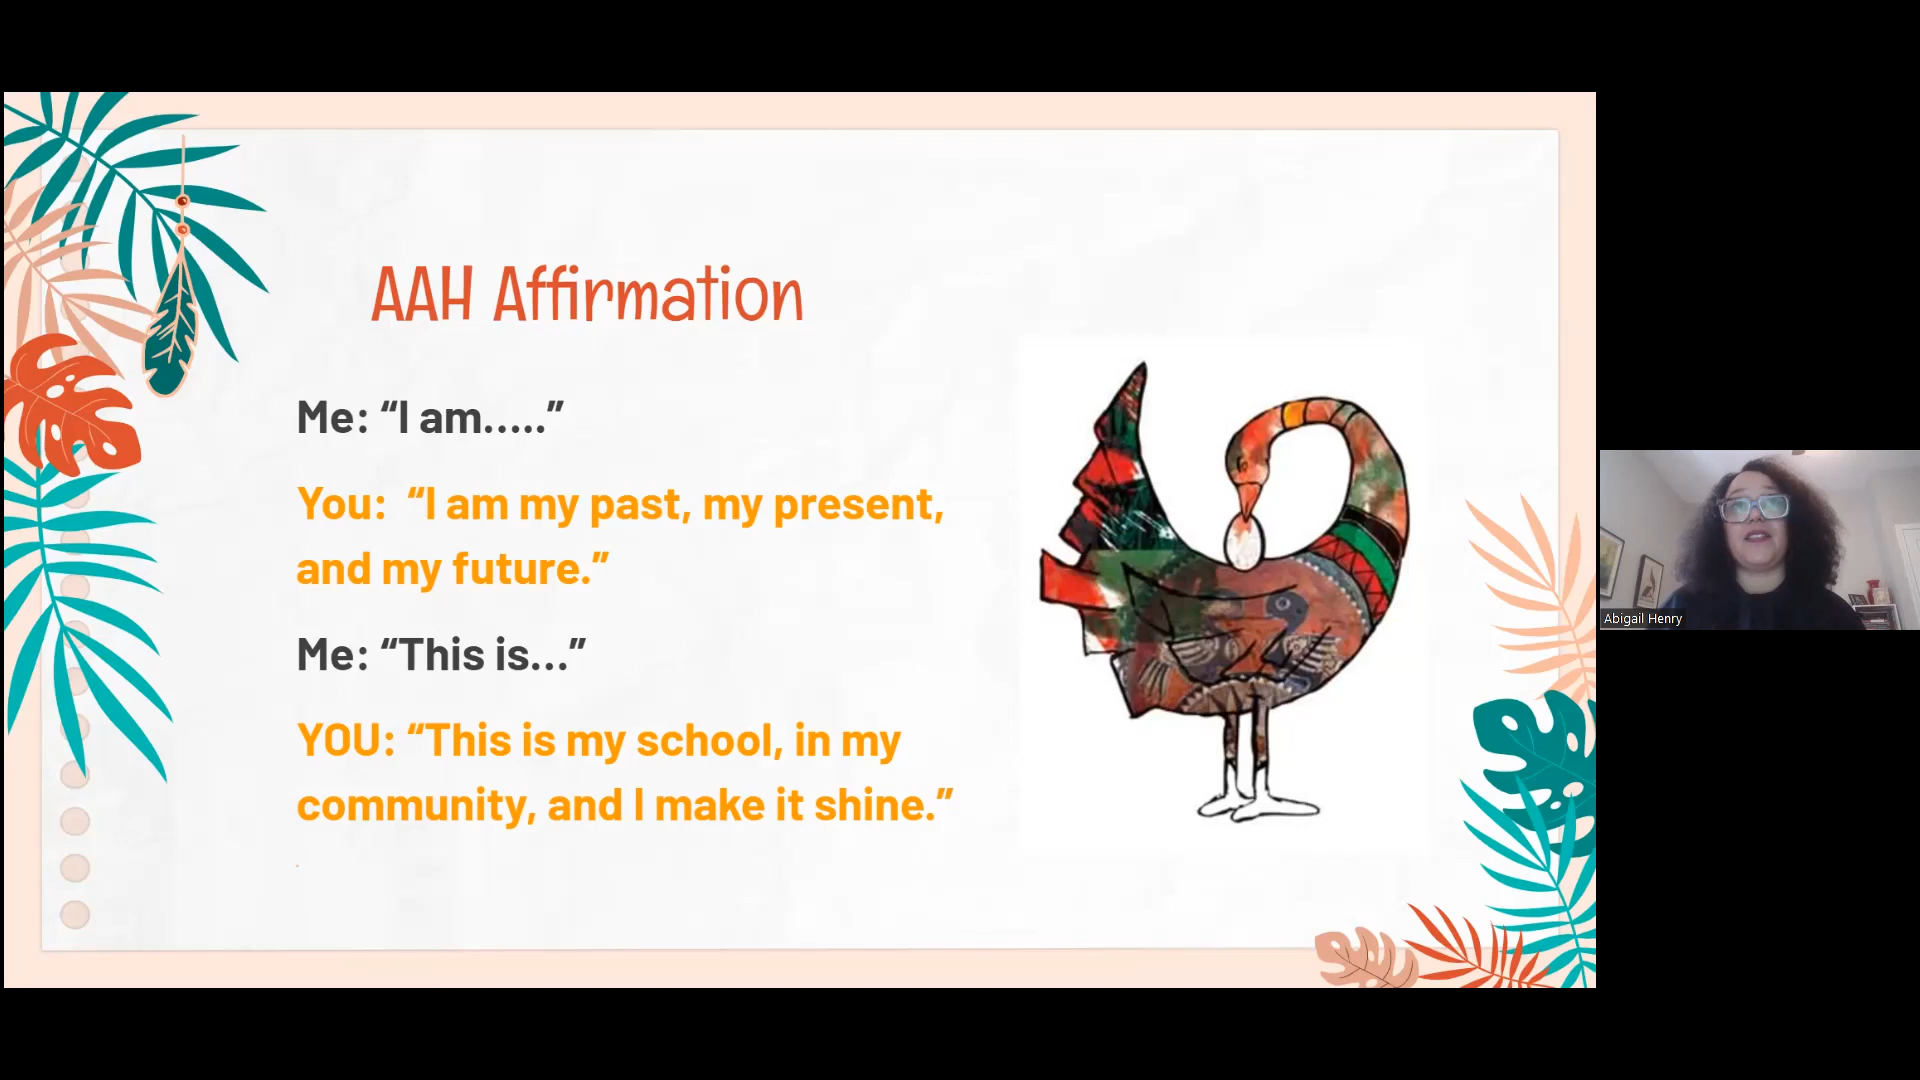 AAH Affirmation
Me: “I am.....”
You:  “I am my past, my present,
and my future.”
Me: “This is...”
YOU: “This is my school, in my
community, and I make it shine.”
Abigail Henry